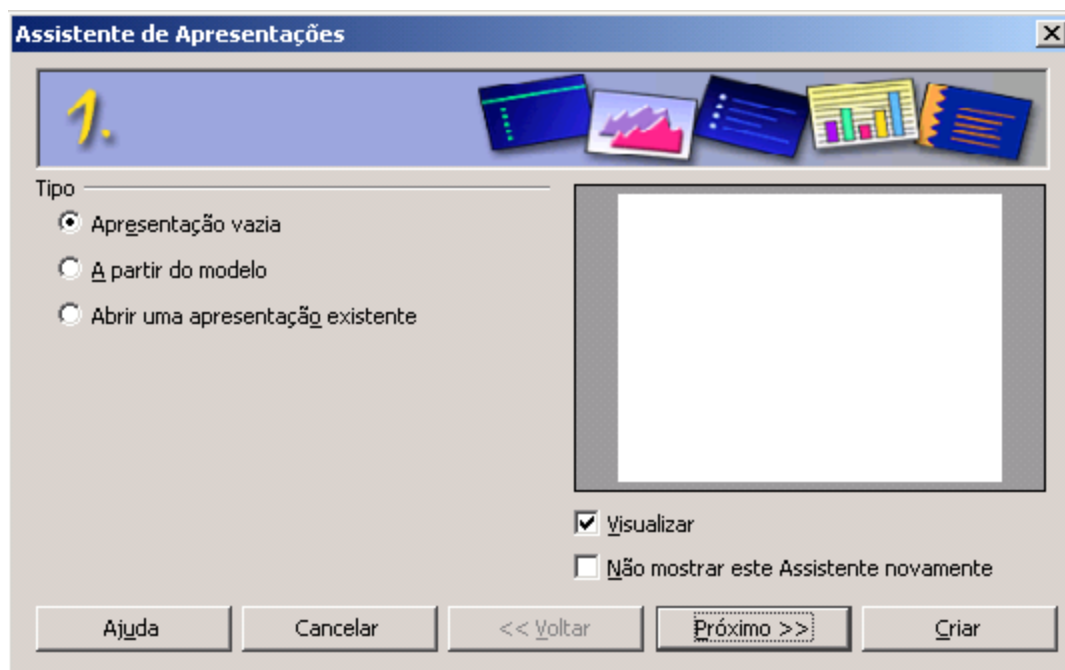 Assistente de Apresentações
1.
Tipo
Apresentação vazia
A partir do modelo
Abrir uma apresentação existente
Visualizar
Não mostrar este Assistente novamente
Ajuda
Cancelar
<< Voltar
Próximo >>
Criar